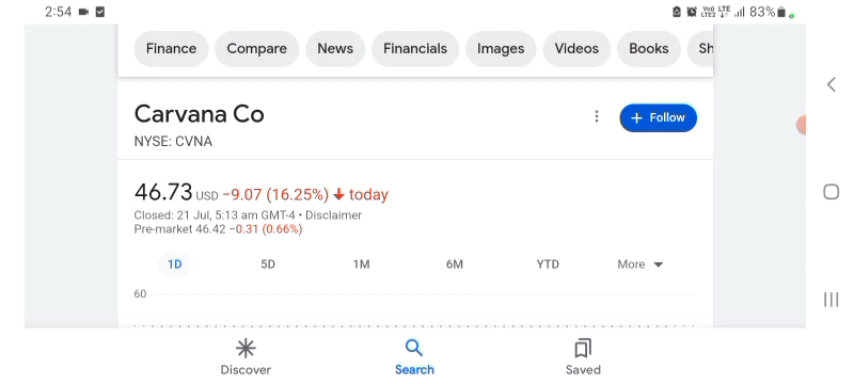 2:54 83%
Finance Compare News Financials Images Videos Books Sh
Carvana Co
+ Follow
NYSE: CVNA
46.73 USD −9.07 (16.25%) today
Closed: 21 Jul, 5:13 am GMT-4 • Disclaimer
Pre-market 46.42 −0.31 (0.66%)
1D 5D 1M 6M YTD More
60
Discover Search Saved